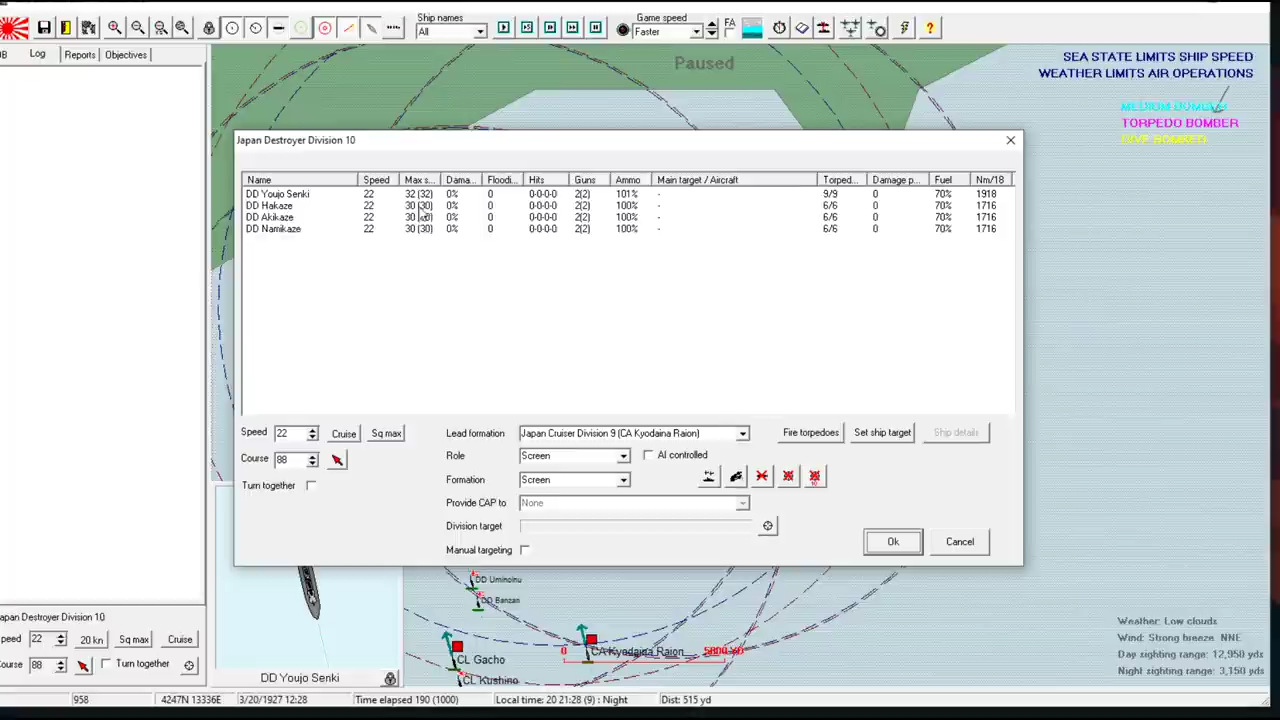 Ship names
Game speed
FA
All
Faster
Log
Reports
Objectives
Paused
SEA STATE LIMITS SHIP SPEED
WEATHER LIMITS AIR OPERATIONS
MEDIUM BOMBER
TORPEDO BOMBER
DIVE BOMBER
Japan Destroyer Division 10
Name Speed Max s... Dama... Floodi... Hits Guns Ammo Main target / Aircraft Torped... Damage p... Fuel Nm/18
DD Youjo Senki 22 32 (32) 0% 0 0-0-0-0 2(2) 101% - 9/9 0 70% 1918
DD Hakaze 22 30 (30) 0% 0 0-0-0-0 2(2) 100% - 6/6 0 70% 1716
DD Akikaze 22 30 (30) 0% 0 0-0-0-0 2(2) 100% - 6/6 0 70% 1716
DD Namikaze 22 30 (30) 0% 0 0-0-0-0 2(2) 100% - 6/6 0 70% 1716
Speed 22 Cruise Sq max
Course 88
Turn together
Lead formation Japan Cruiser Division 9 (CA Kyodaina Raion)
Role Screen AI controlled
Formation Screen
Provide CAP to None
Division target
Manual targeting
Fire torpedoes Set ship target Ship details
Ok Cancel
DD Uminoinu
DD Banzan
CL Gacho
CL Kushino
CA Kyodaina Raion
0 5000 YD
Weather: Low clouds
Wind: Strong breeze NNE
Day sighting range: 12,950 yards
Night sighting range: 3,150 yards
Japan Destroyer Division 10
peed 22 20 kn Sq max Cruise
Course 88 Turn together
DD Youjo Senki
958 4247N 13336E 3/20/1927 12:28 Time elapsed 190 (1000) Local time: 20 21:28 (9) : Night Dist: 515 yd